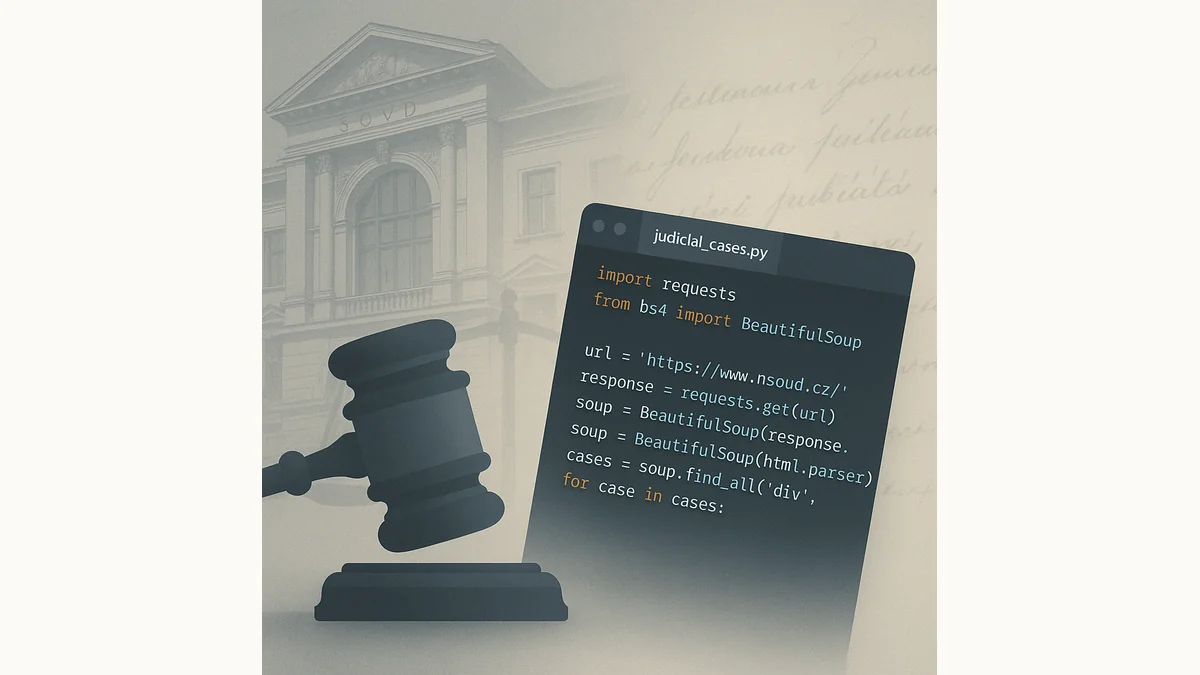 SOVD
judiclal_cases.py
import requests
from bs4 import BeautifulSoup
url = 'https://www.nsoud.cz/'
response = requests.get(url)
soup = BeautifulSoup(response.
soup = BeautifulSoup(html.parser)
cases = soup.find_all('div',
for case in cases: